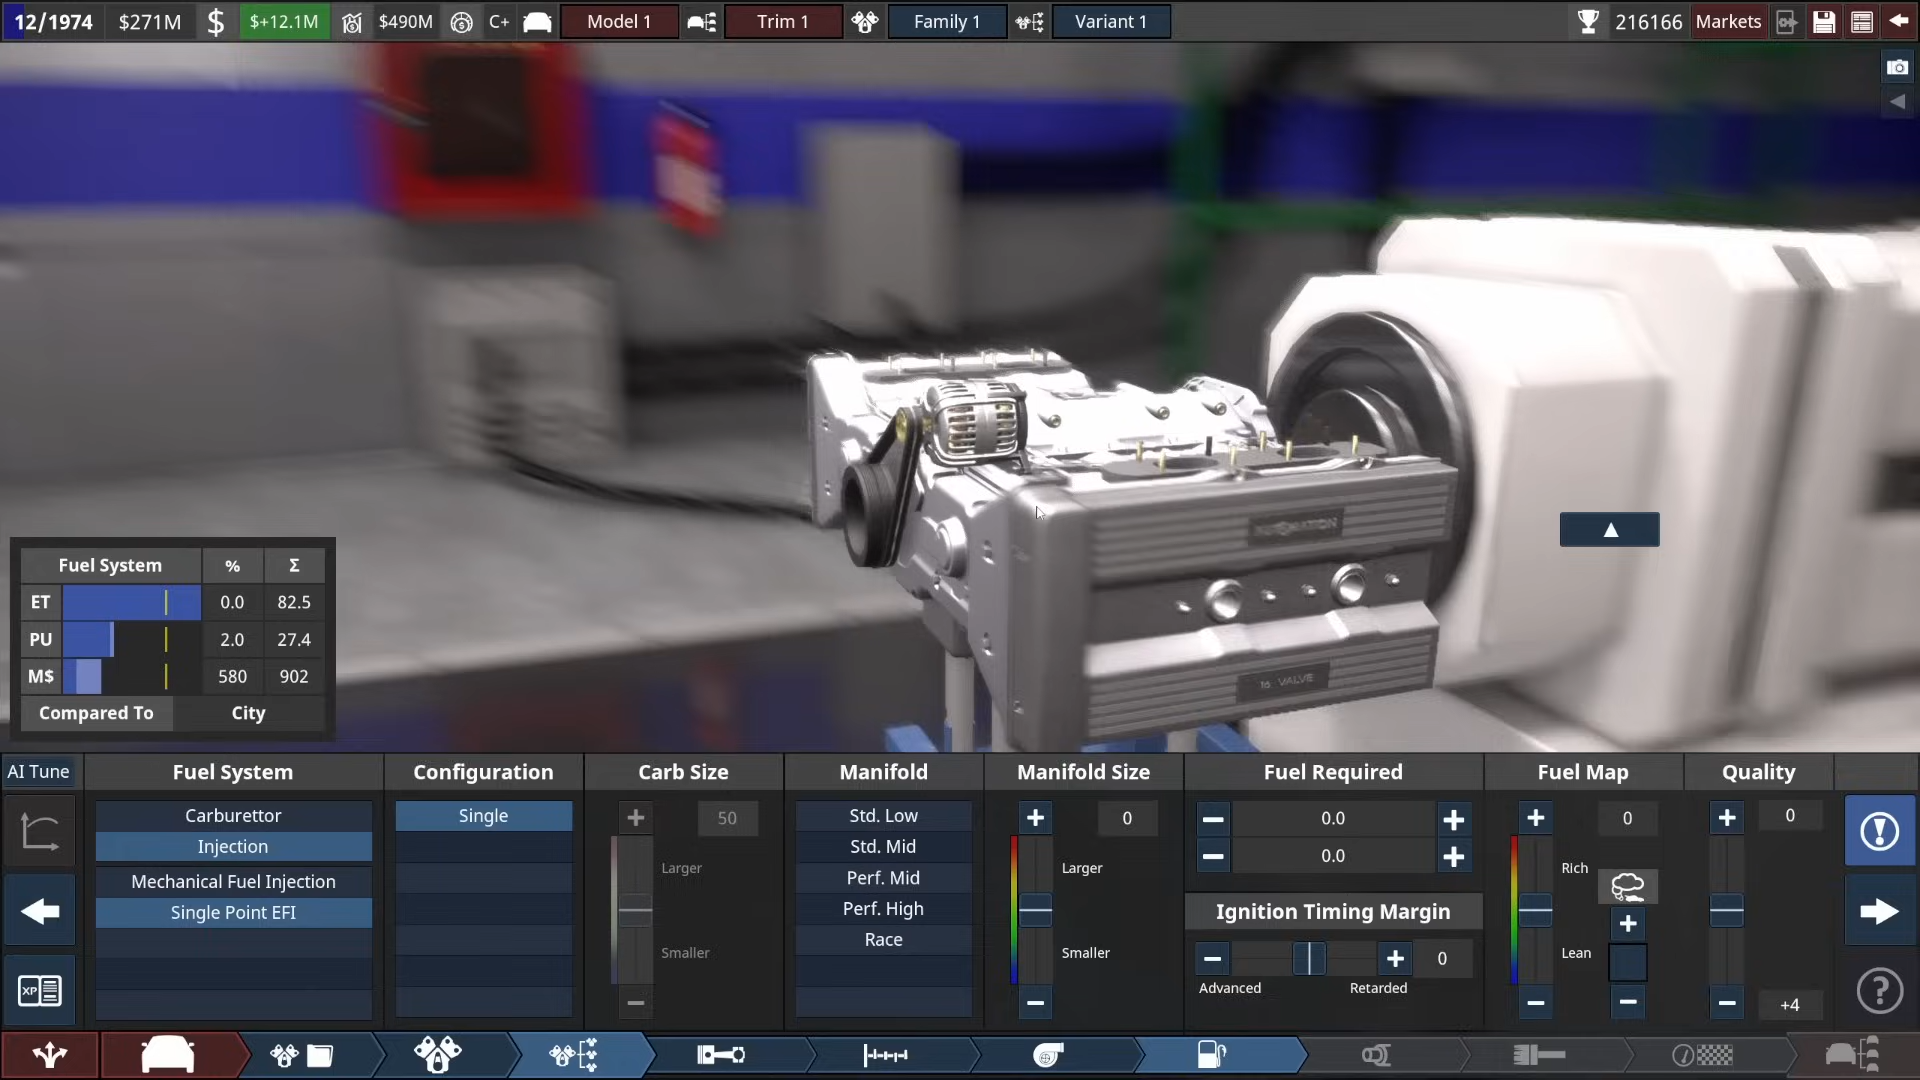 12/1974 $271M $ $+12.1M $490M C+ Model 1 Trim 1 Family 1 Variant 1 216166 Markets
16 VALVE
Fuel System % Σ
ET 0.0 82.5
PU 2.0 27.4
M$ 580 902
Compared To City
AI Tune Fuel System Configuration Carb Size Manifold Manifold Size Fuel Required Fuel Map Quality
Carburettor
Injection
Mechanical Fuel Injection
Single Point EFI
Single
+ 50
Larger
Smaller
−
Std. Low
Std. Mid
Perf. Mid
Perf. High
Race
+ 0
Larger
Smaller
−
− 0.0 +
− 0.0 +
Ignition Timing Margin
− + 0
Advanced Retarded
+ 0
Rich
+
Lean
− −
+ 0
− +4
XP
?